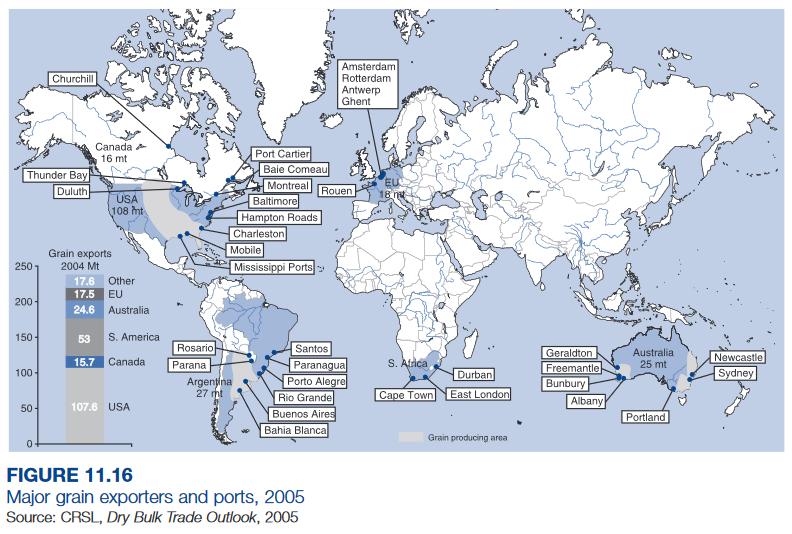 Amsterdam
Rotterdam
Antwerp
Ghent
Churchill
Canada
16 mt
Port Cartier
Baie Comeau
Thunder Bay
Montreal
Duluth
Rouen
EU
18 mt
USA
108 mt
Baltimore
Hampton Roads
Charleston
Mobile
Mississippi Ports
Grain exports
2004 Mt
250
200
150
100
50
0
17.6 Other
17.5 EU
24.6 Australia
53 S. America
15.7 Canada
107.6 USA
Rosario
Parana
Argentina
27 mt
Santos
Paranagua
Porto Alegre
Rio Grande
Buenos Aires
Bahia Blanca
S. Africa
Durban
Cape Town
East London
Geraldton
Freemantle
Bunbury
Albany
Australia
25 mt
Newcastle
Sydney
Portland
Grain producing area
FIGURE 11.16
Major grain exporters and ports, 2005
Source: CRSL, Dry Bulk Trade Outlook, 2005